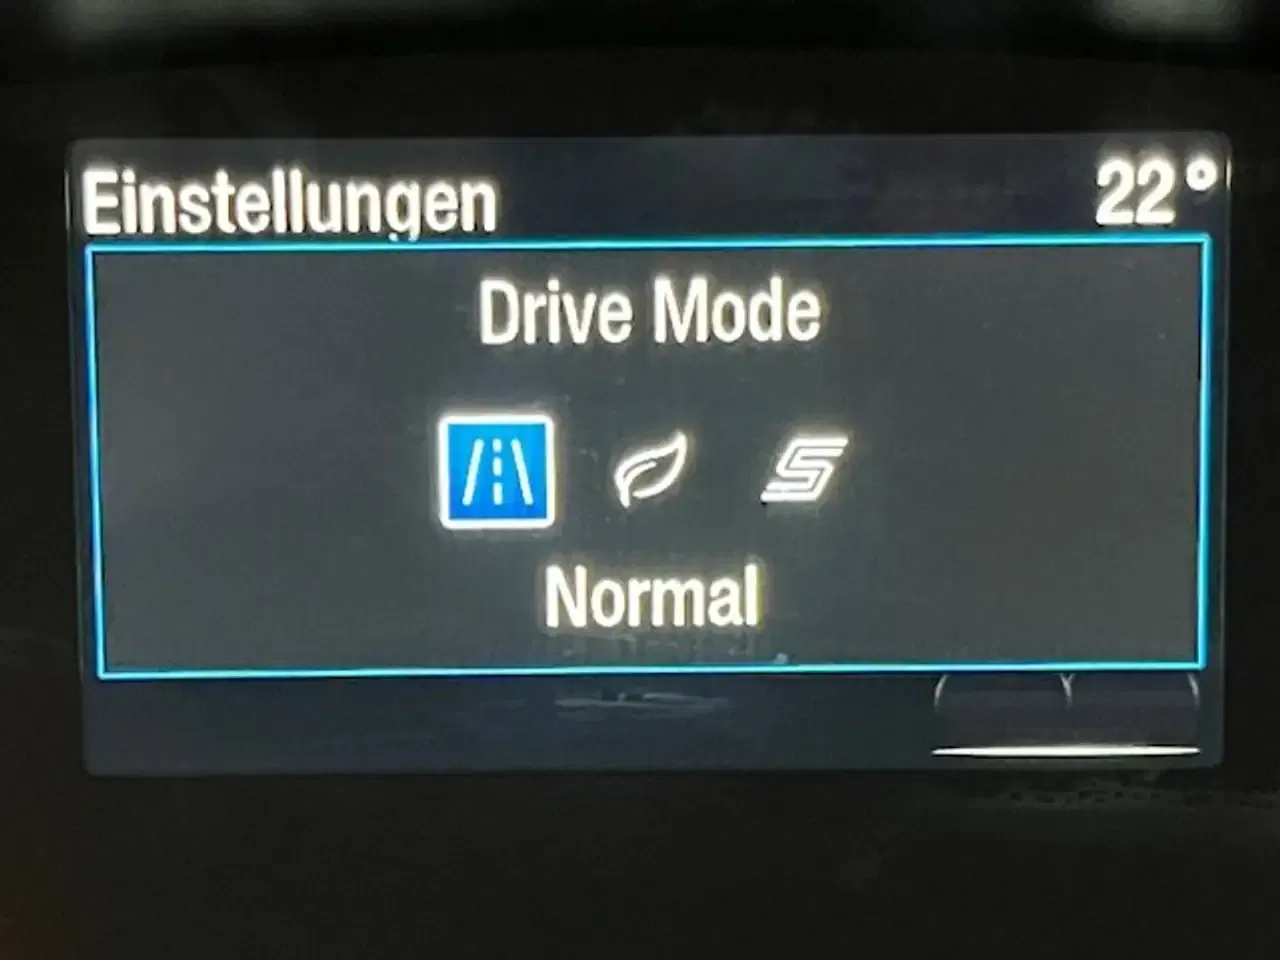 Einstellungen 22°
Drive Mode
Normal